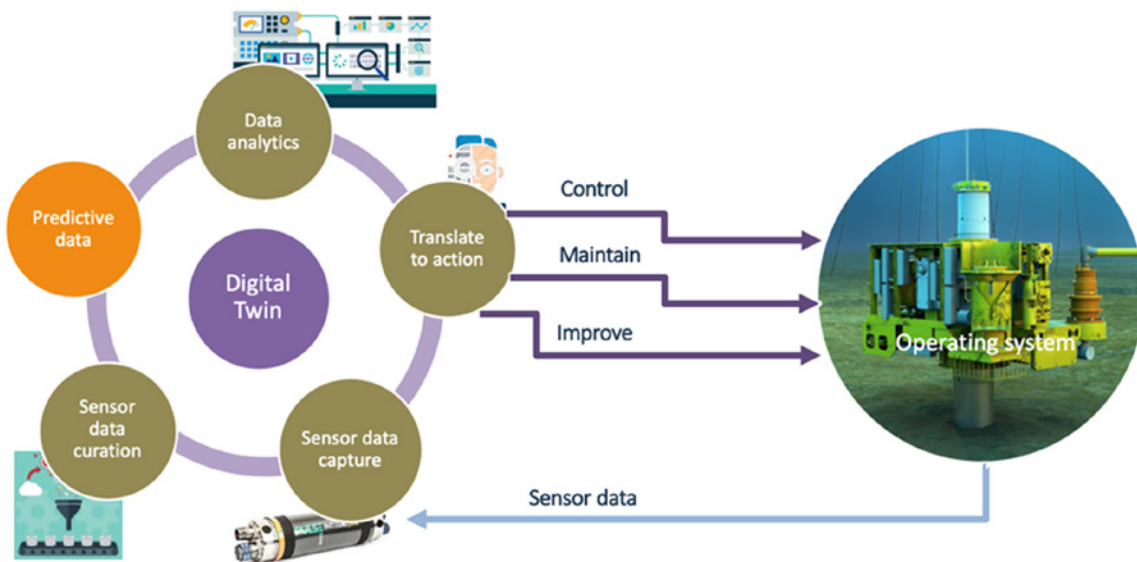 Data
analytics
Predictive
data
Translate
to action
Digital
Twin
Sensor
data
curation
Sensor data
capture
Control
Maintain
Improve
Operating system
Sensor data
PULSE